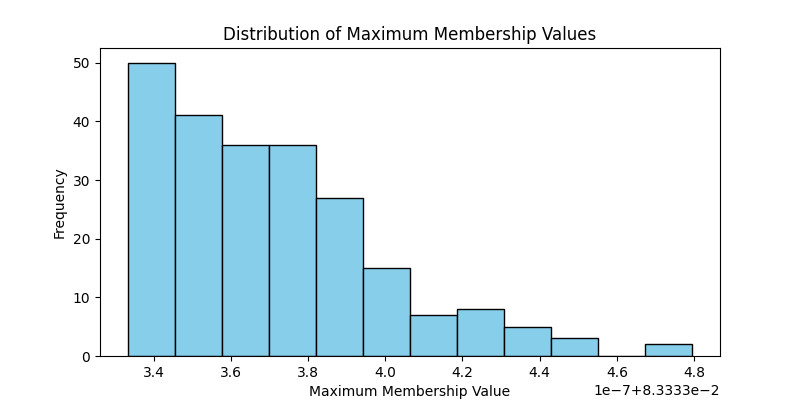 Distribution of Maximum Membership Values
50
40
30
20
10
0
Frequency
3.4 3.6 3.8 4.0 4.2 4.4 4.6 4.8
1e−7+8.3333e−2
Maximum Membership Value